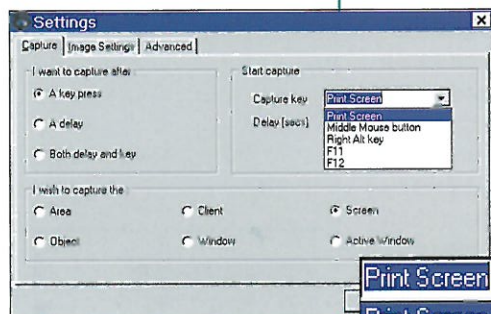 Settings
Capture Image Settings Advanced
I want to capture after
A key press
A delay
Both delay and key
Start capture
Capture key Print Screen
Delay (secs)
Print Screen
Middle Mouse button
Right Alt key
F11
F12
I wish to capture the :
Area Client Screen
Object Window Active Window
Print Screen
Print Screen